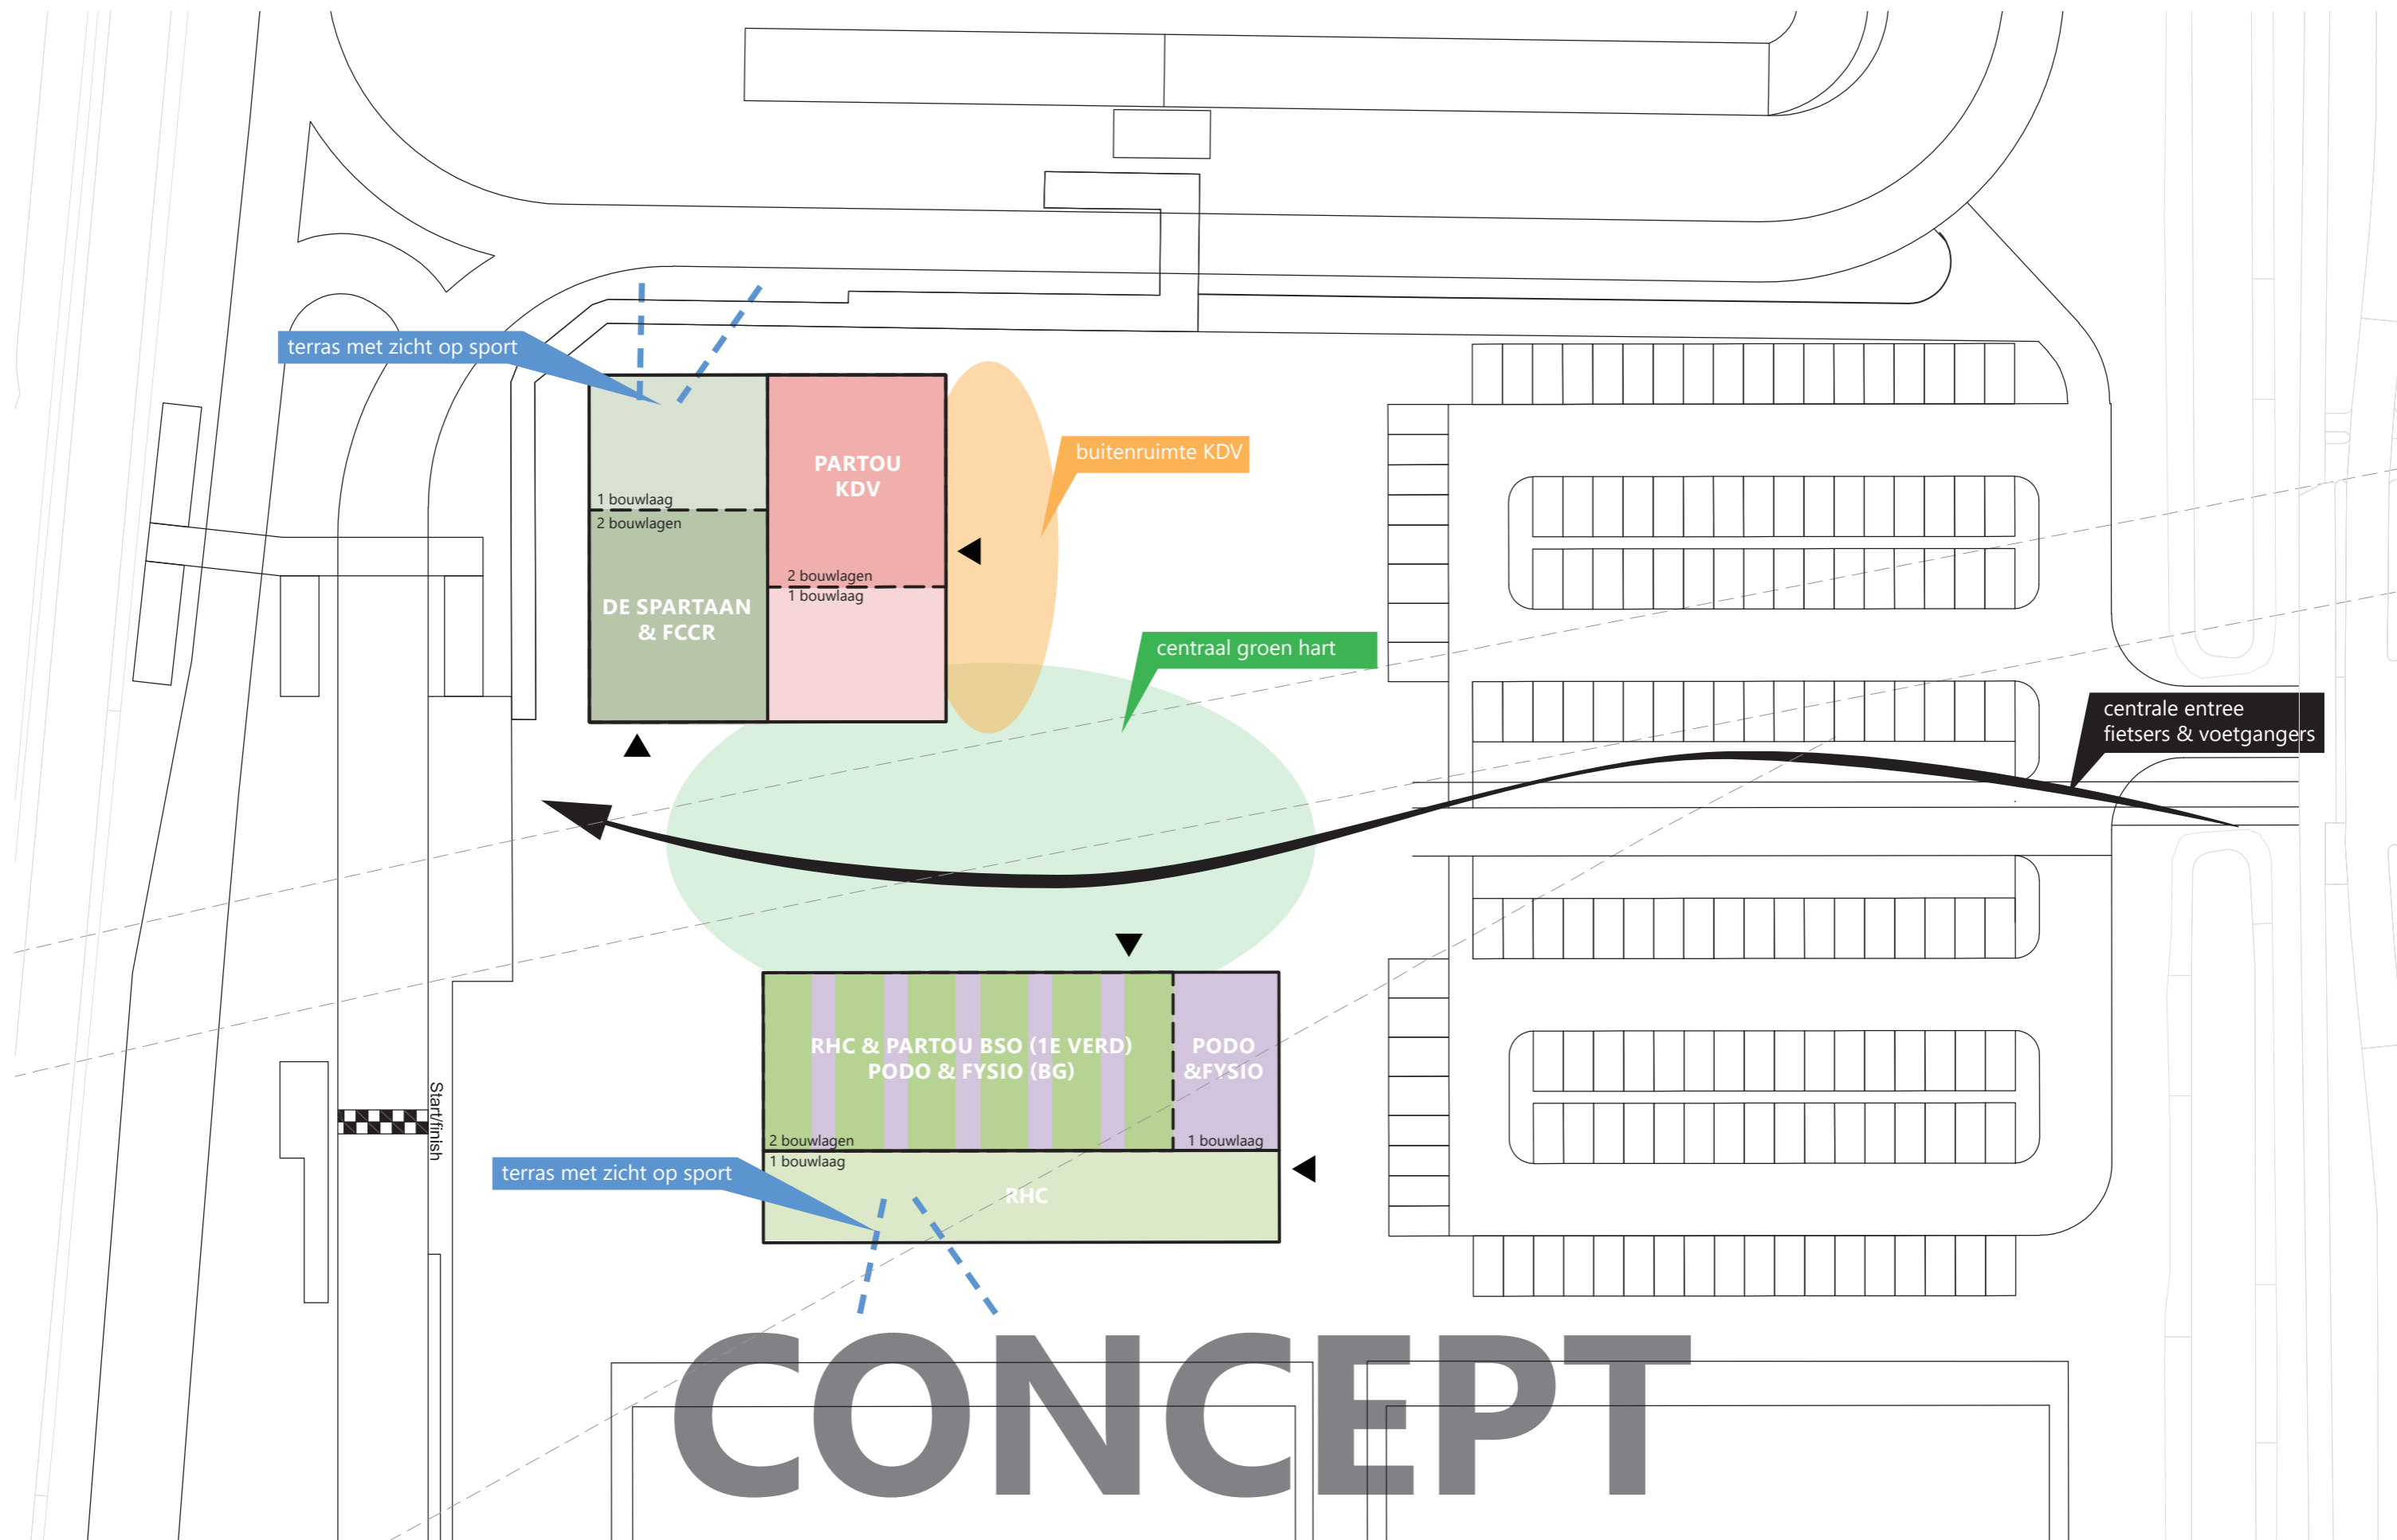 terras met zicht op sport
PARTOU
KDV
buitenruimte KDV
1 bouwlaag
2 bouwlagen
2 bouwlagen
1 bouwlaag
DE SPARTAAN
& FCCR
centraal groen hart
centrale entree
fietsers & voetgangers
RHC & PARTOU BSO (1E VERD)
PODO & FYSIO (BG)
PODO
&FYSIO
Start/finish
2 bouwlagen
1 bouwlaag
1 bouwlaag
terras met zicht op sport
RHC
CONCEPT